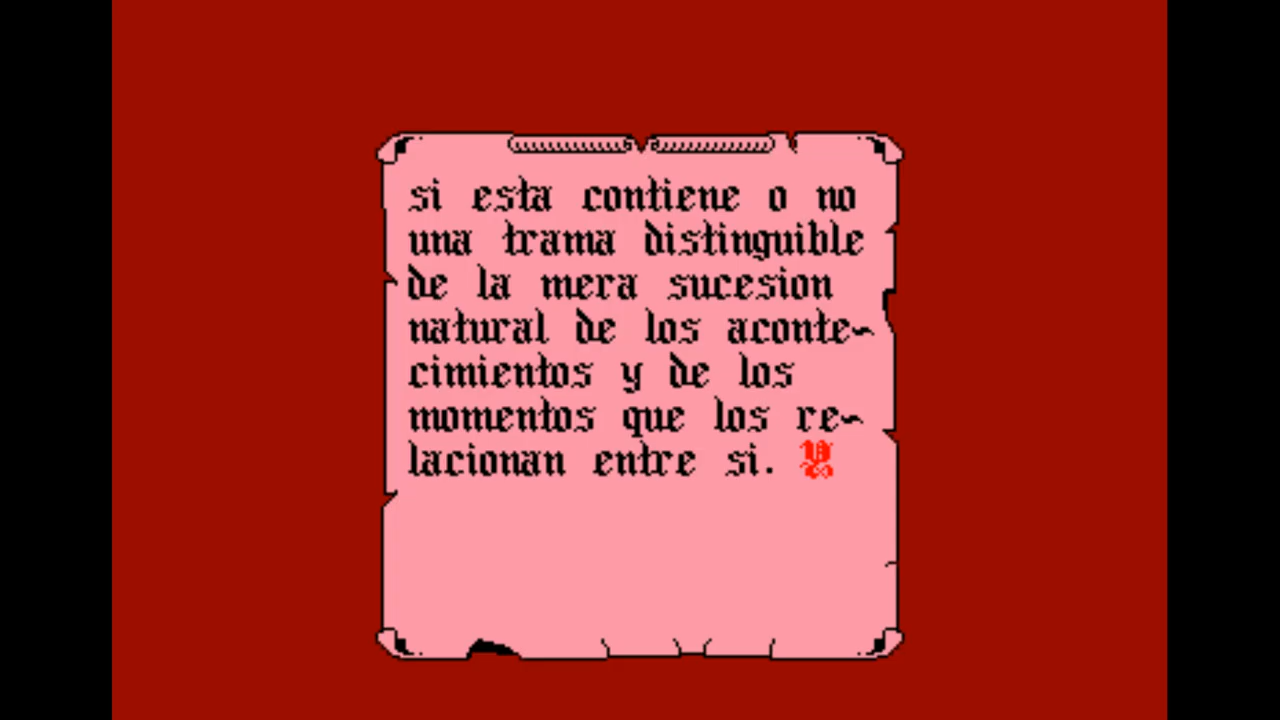 si esta contiene o no
una trama distinguible
de la mera sucesion
natural de los aconte~
cimientos y de los
momentos que los re~
lacionan entre si.